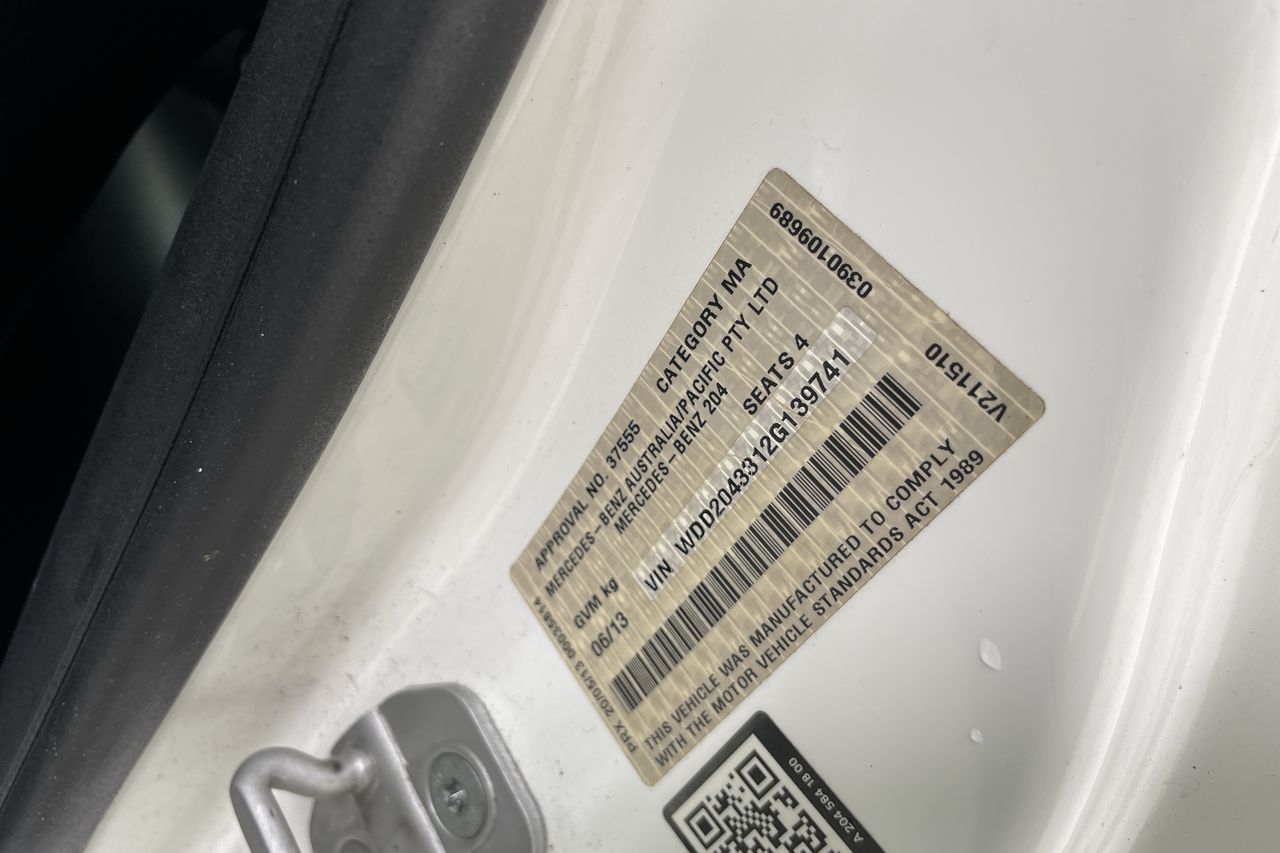 APPROVAL NO. 37555 CATEGORY MA
MERCEDES-BENZ AUSTRALIA/PACIFIC PTY LTD
MERCEDES-BENZ 204
GVM kg SEATS 4
06/13 VIN WDD2043312G139741
THIS VEHICLE WAS MANUFACTURED TO COMPLY
WITH THE MOTOR VEHICLE STANDARDS ACT 1989
PRX 20/05/13 00035814
0390109689
V211510
A 204 584 18 00